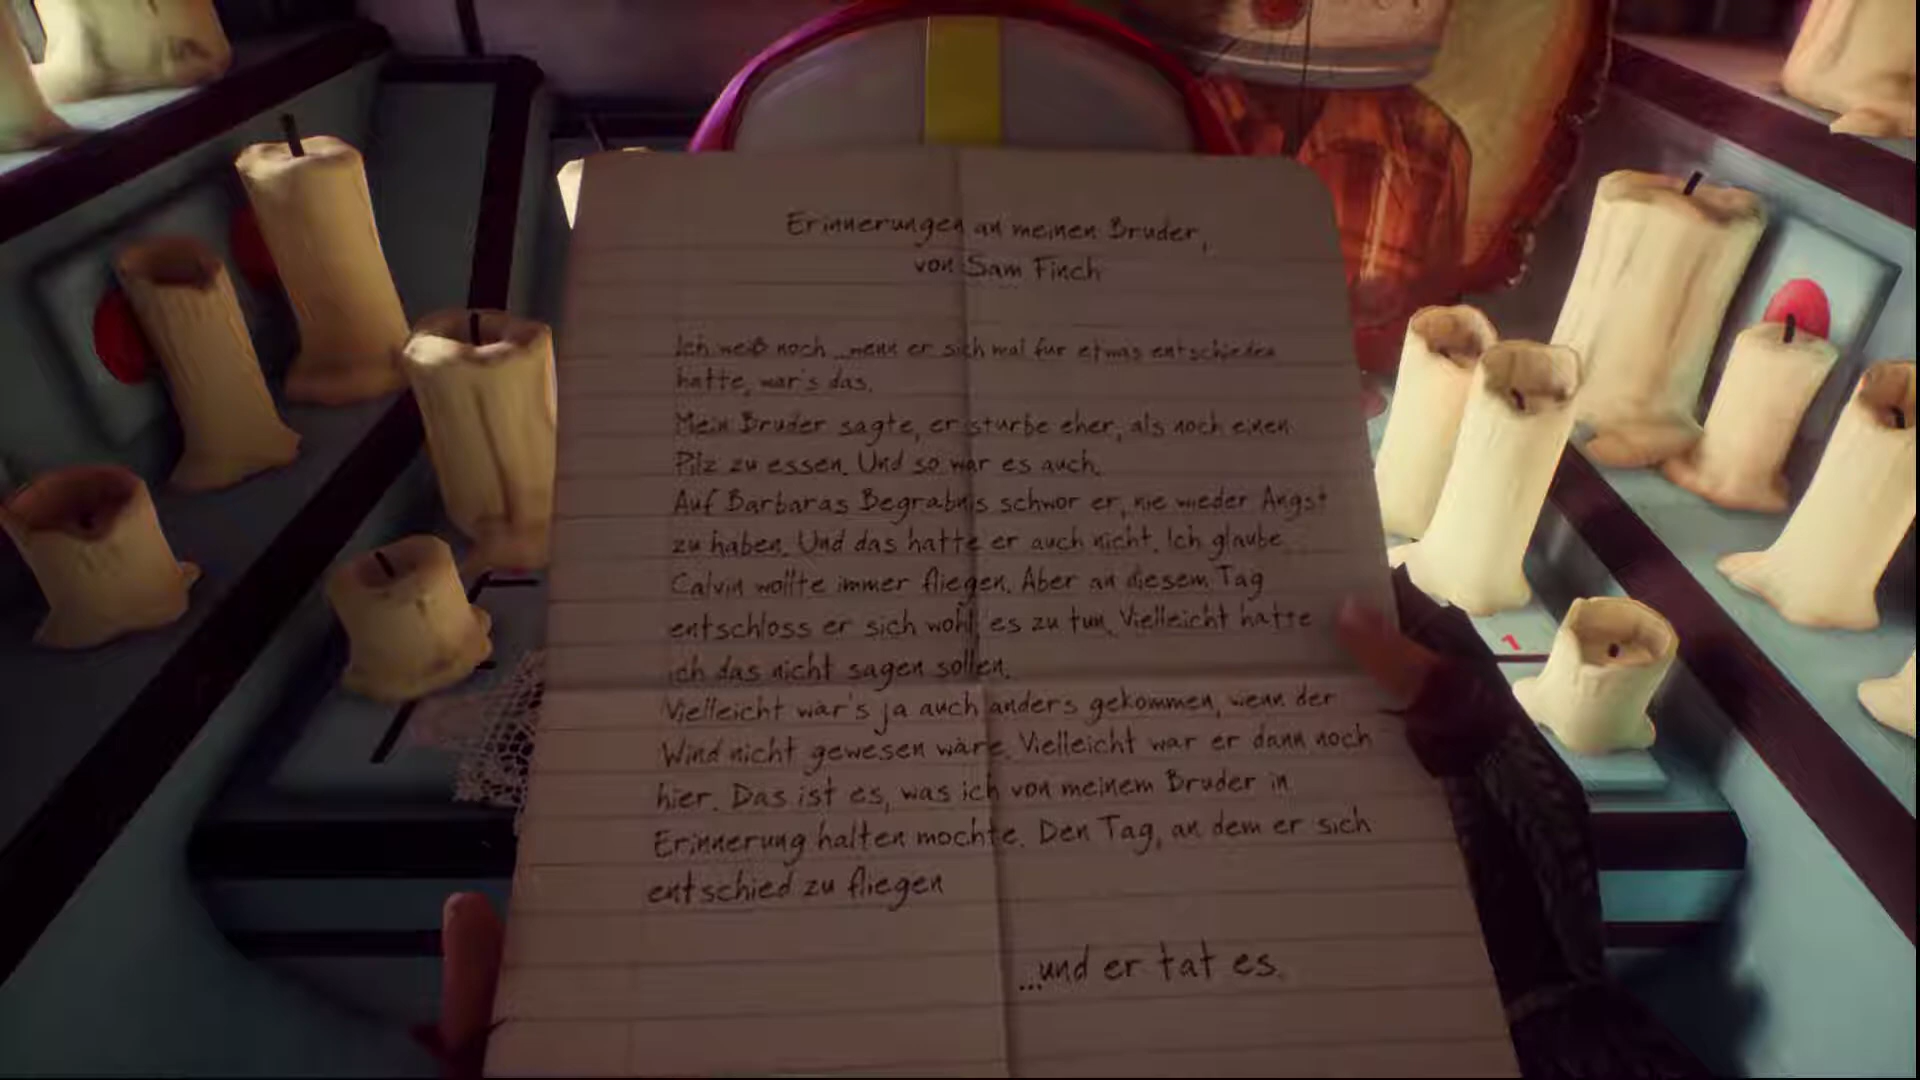 Erinnerungen an meinen Bruder,
von Sam Finch
Ich weiß noch, wenn er sich mal fur etwas entschieden
hatte, war's das.
Mein Bruder sagte, er sturbe eher, als noch einen
Pilz zu essen. Und so war es auch.
Auf Barbaras Begrabnis schwor er, nie wieder Angst
zu haben. Und das hatte er auch nicht. Ich glaube
Calvin wollte immer fliegen. Aber an diesem Tag
entschloss er sich wohl, es zu tun. Vielleicht hatte
ich das nicht sagen sollen.
Vielleicht wär's ja auch anders gekommen, wenn der
Wind nicht gewesen wäre. Vielleicht war er dann noch
hier. Das ist es, was ich von meinem Bruder in
Erinnerung halten mochte. Den Tag, an dem er sich
entschied zu fliegen
...und er tat es.
1